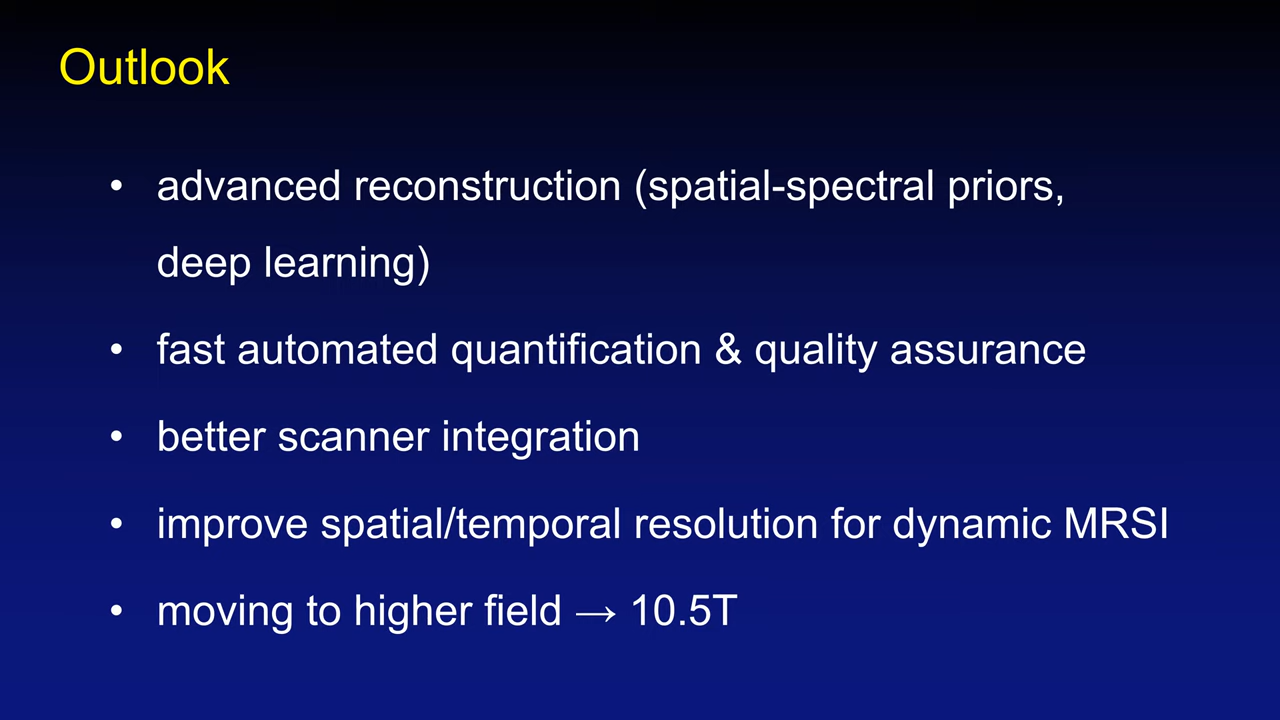 Outlook
• advanced reconstruction (spatial-spectral priors,
deep learning)
• fast automated quantification & quality assurance
• better scanner integration
• improve spatial/temporal resolution for dynamic MRSI
• moving to higher field → 10.5T